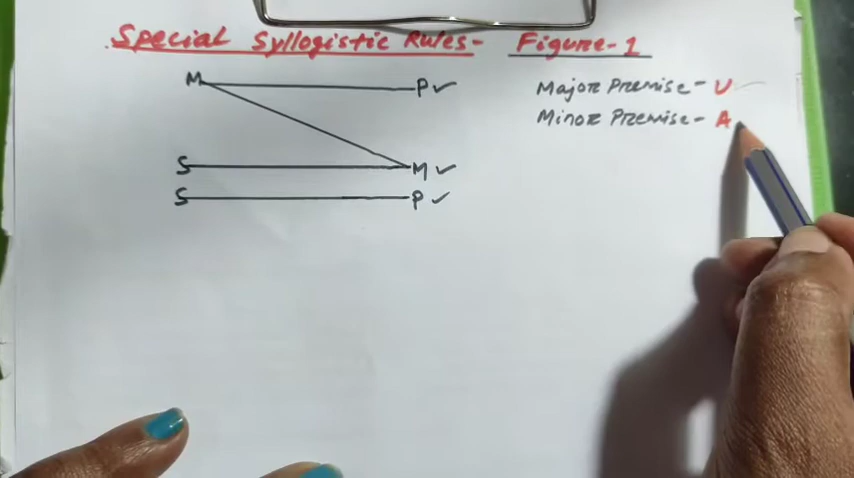 Special Syllogistic Rules- Figure-1
M P ✓
Major Premise- U
Minor Premise- A
S M ✓
S P ✓